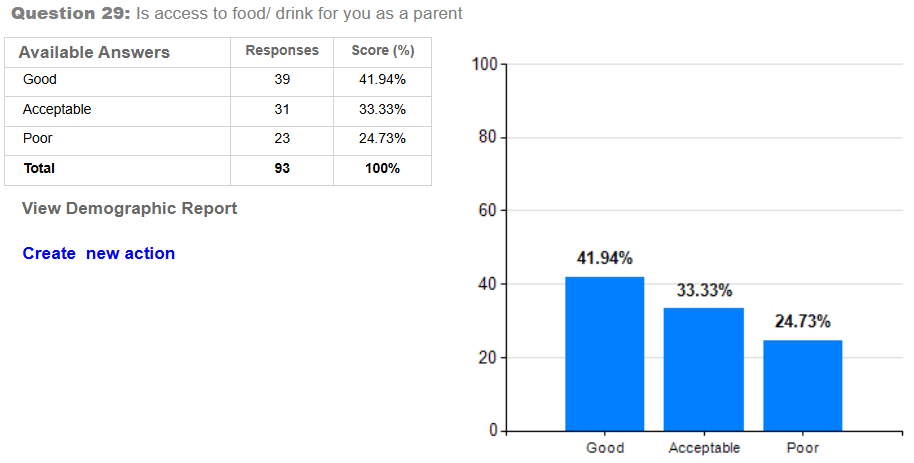 Question 29: Is access to food/ drink for you as a parent
Available Answers Responses Score (%)
Good 39 41.94%
Acceptable 31 33.33%
Poor 23 24.73%
Total 93 100%
View Demographic Report
Create new action
100
80
60
40
20
0
41.94%
33.33%
24.73%
Good Acceptable Poor